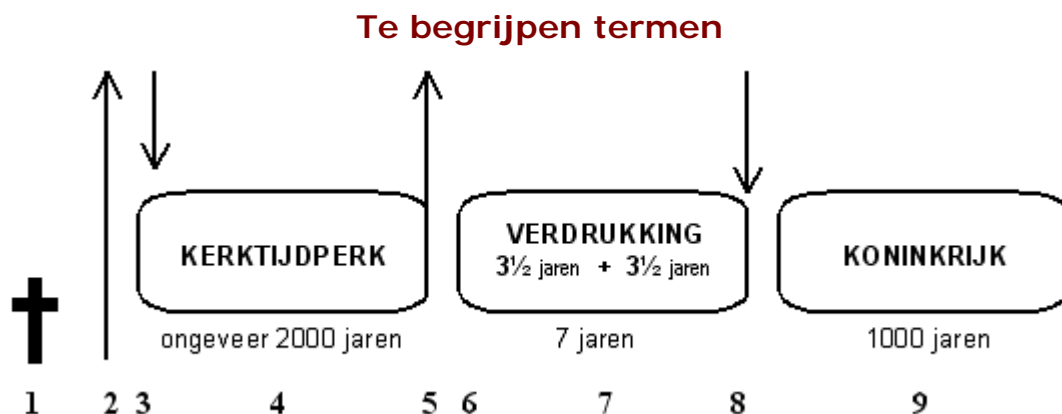 Te begrijpen termen
KERKTIJDPERK
VERDRUKKING
3½ jaren + 3½ jaren
KONINKRIJK
ongeveer 2000 jaren
7 jaren
1000 jaren
1 2 3 4 5 6 7 8 9